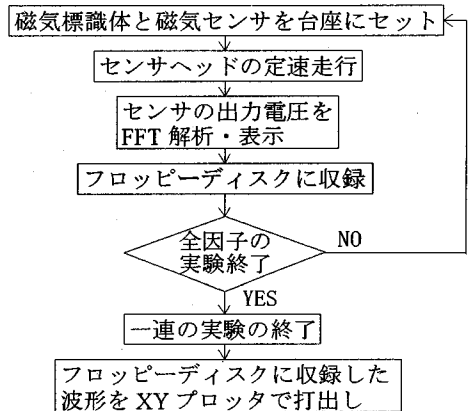 磁気標識体と磁気センサを台座にセット
センサヘッドの定速走行
センサの出力電圧を
FFT 解析・表示
フロッピーディスクに収録
全因子の
実験終了
NO
YES
一連の実験の終了
フロッピーディスクに収録した
波形を XY プロッタで打出し